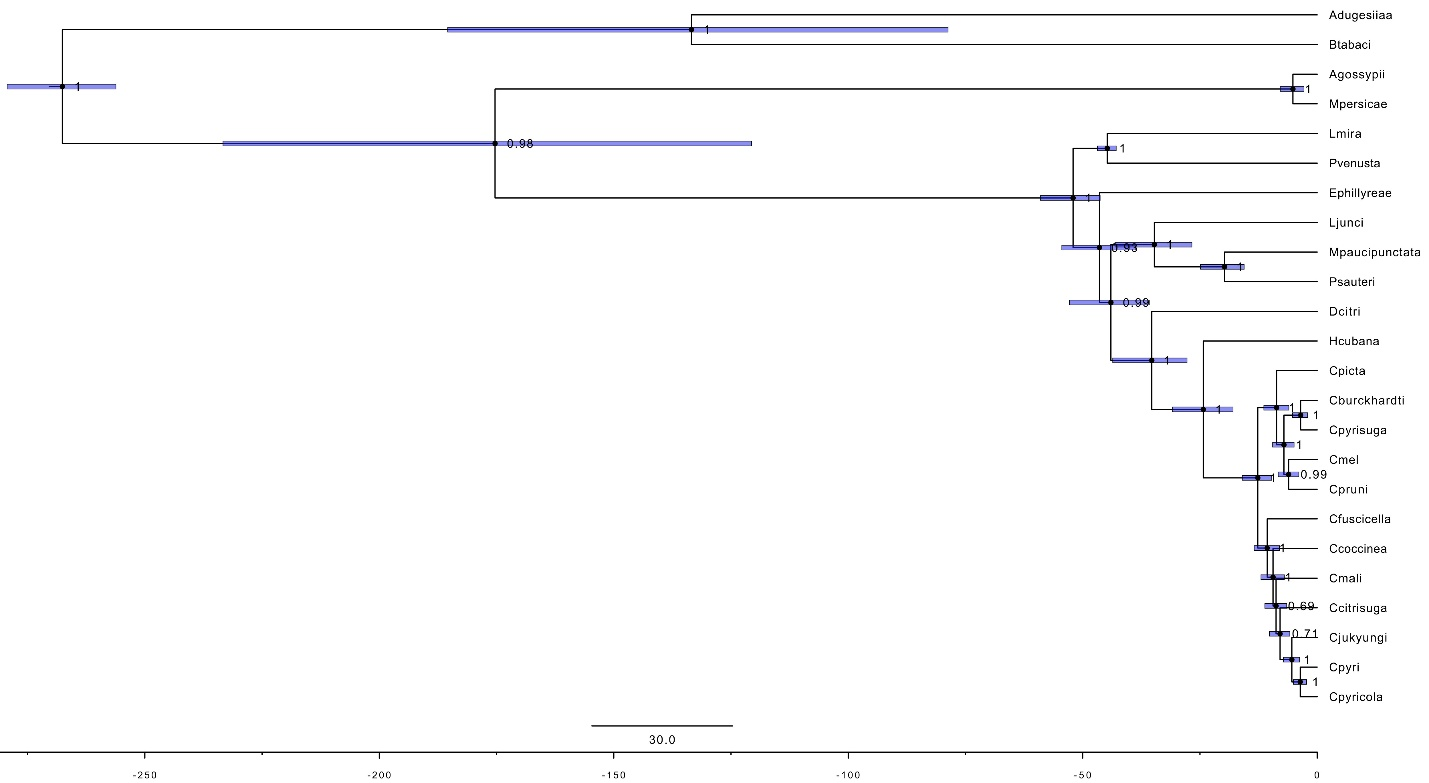 Adugesiiaa
1
Btabaci
Agossypii
1
1
Mpersicae
Lmira
0.98
1
Pvenusta
Ephillyreae
1
Ljunci
1
0.93
Mpaucipunctata
1
Psauteri
0.99
Dcitri
Hcubana
1
Cpicta
Cburckhardti
1
1
1
Cpyrisuga
1
Cmel
0.99
1
Cpruni
Cfuscicella
Ccoccinea
1
Cmali
1
Ccitrisuga
0.69
Cjukyungi
0.71
1
Cpyri
1
Cpyricola
30.0
-250 -200 -150 -100 -50 0